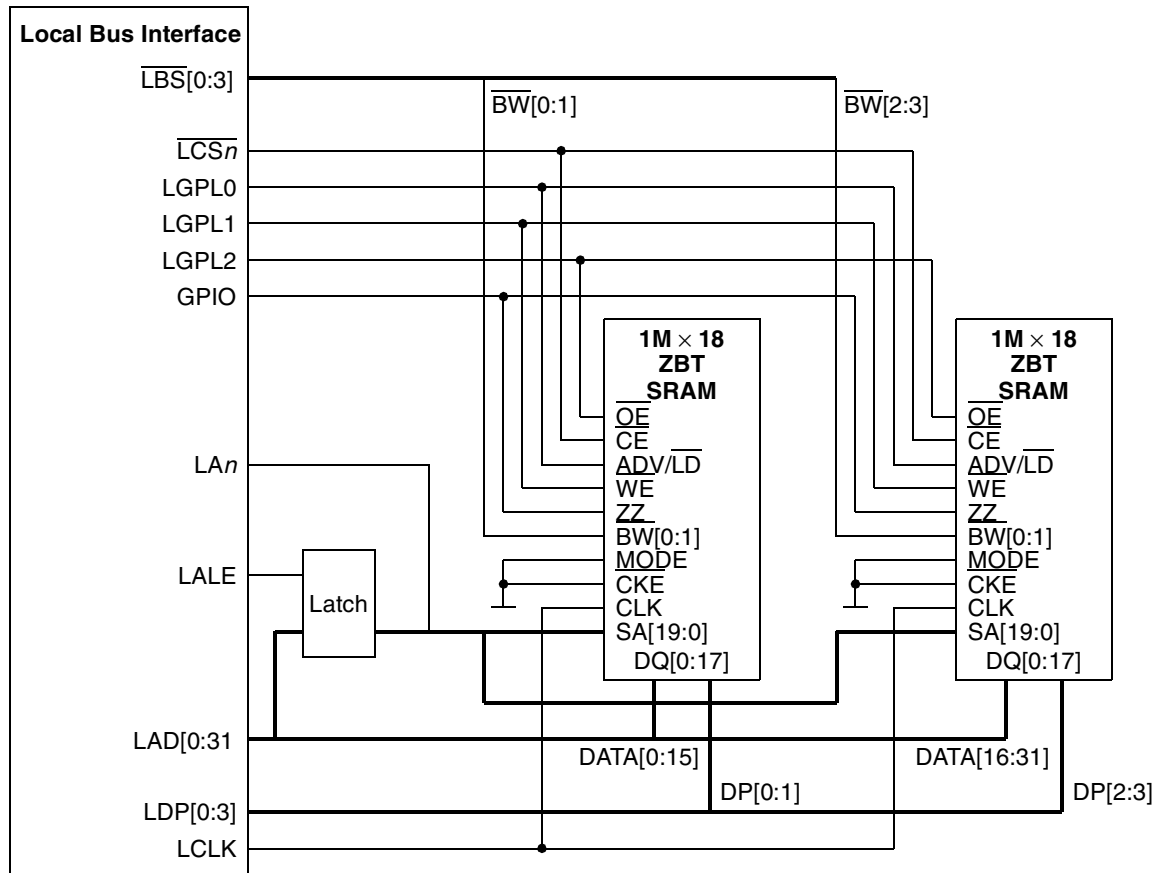 Local Bus Interface
LBS[0:3]
BW[0:1]
BW[2:3]
LCSn
LGPL0
LGPL1
LGPL2
GPIO
1M × 18
ZBT
SRAM
OE
CE
ADV/LD
WE
ZZ
BW[0:1]
MODE
CKE
CLK
SA[19:0]
DQ[0:17]
1M × 18
ZBT
SRAM
OE
CE
ADV/LD
WE
ZZ
BW[0:1]
MODE
CKE
CLK
SA[19:0]
DQ[0:17]
LAn
LALE
Latch
LAD[0:31
DATA[0:15]
DATA[16:31]
DP[0:1]
DP[2:3]
LDP[0:3]
LCLK